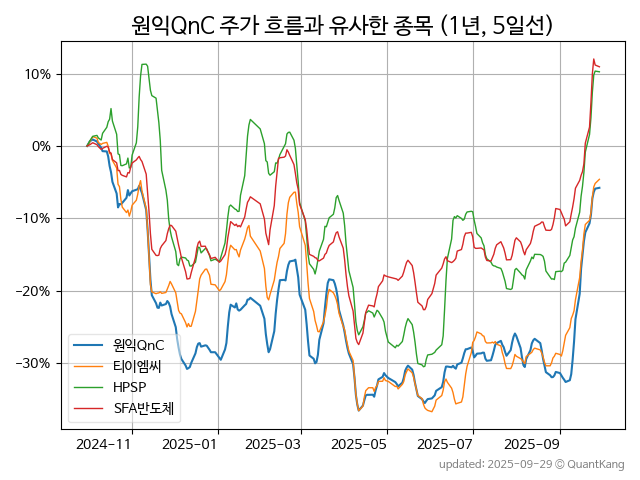 원익QnC 주가 흐름과 유사한 종목 (1년, 5일선)
10%
0%
−10%
−20%
−30%
원익QnC
티이엠씨
HPSP
SFA반도체
2024-11
2025-01
2025-03
2025-05
2025-07
2025-09
updated: 2025-09-29 © QuantKang